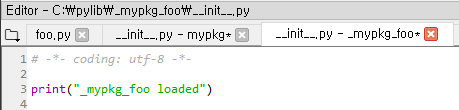 Editor - C:₩pylib₩_mypkg_foo₩__init__.py
foo.py __init__.py - mypkg* __init__.py - _mypkg_foo*
1 # -*- coding: utf-8 -*-
2
3 print("_mypkg_foo loaded")
4